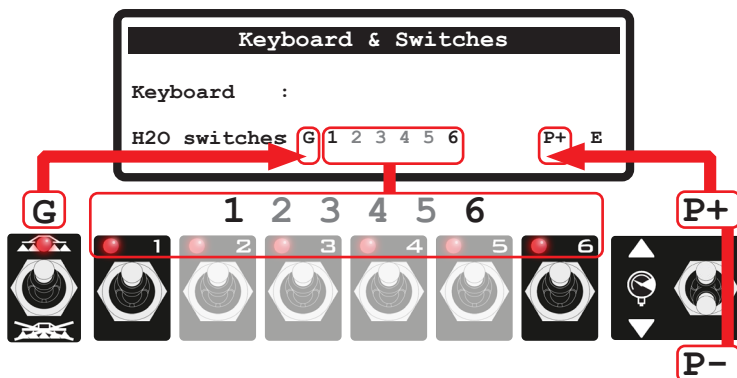 Keyboard & Switches
Keyboard :
H2O switches G 1 2 3 4 5 6 P+ E
G 1 2 3 4 5 6 P+
1 2 3 4 5 6
P-